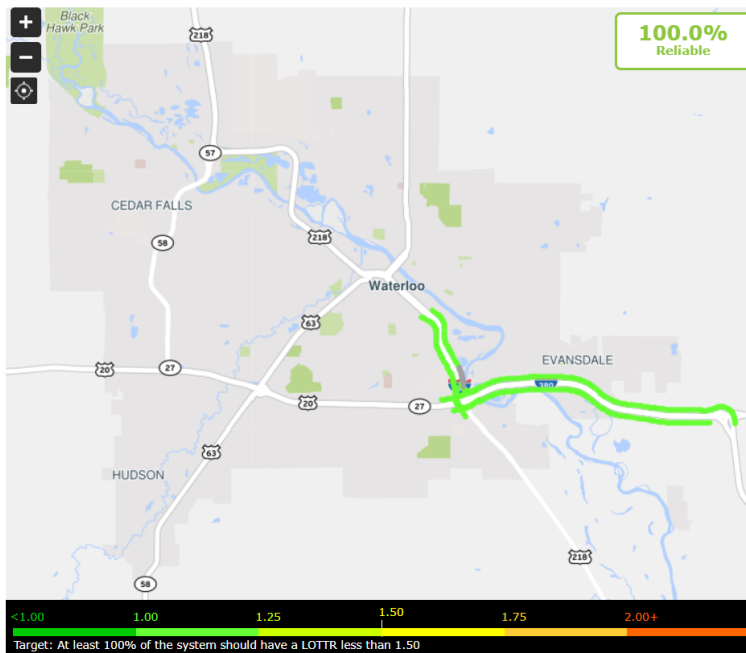 +
−
Black
Hawk Park
100.0%
Reliable
218
57
CEDAR FALLS
58
218
Waterloo
63
EVANSDALE
20
27
380
20
27
HUDSON
63
218
58
<1.00 1.00 1.25 1.50 1.75 2.00+
Target: At least 100% of the system should have a LOTTR less than 1.50